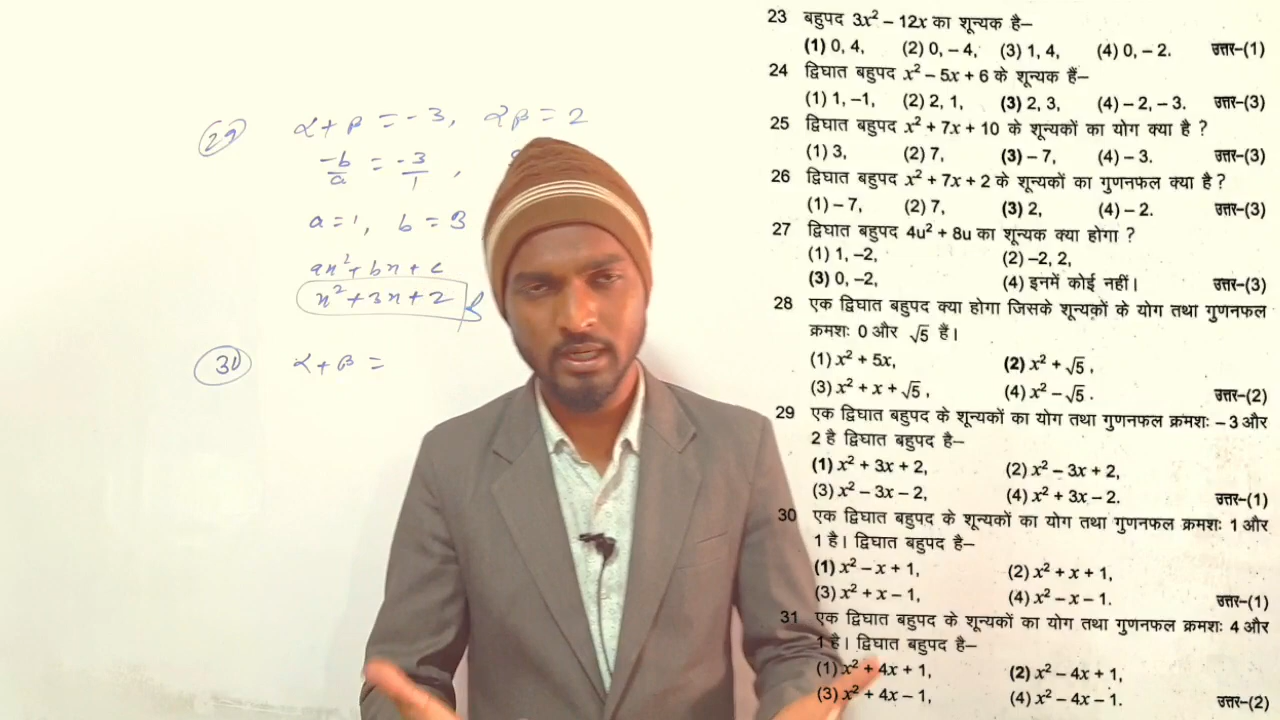 29 α+β = -3, αβ = 2
-b/a = -3/1 ,
a = 1, b = 3
ax²+bx+c
x²+3x+2
30 α+β =
23 बहुपद 3x² – 12x का शून्यक है–
(1) 0, 4, (2) 0, – 4, (3) 1, 4, (4) 0, – 2. उत्तर–(1)
24 द्विघात बहुपद x² – 5x + 6 के शून्यक हैं–
(1) 1, –1, (2) 2, 1, (3) 2, 3, (4) – 2, – 3. उत्तर–(3)
25 द्विघात बहुपद x² + 7x + 10 के शून्यकों का योग क्या है ?
(1) 3, (2) 7, (3) – 7, (4) – 3. उत्तर–(3)
26 द्विघात बहुपद x² + 7x + 2 के शून्यकों का गुणनफल क्या है ?
(1) – 7, (2) 7, (3) 2, (4) – 2. उत्तर–(3)
27 द्विघात बहुपद 4u² + 8u का शून्यक क्या होगा ?
(1) 1, –2, (2) –2, 2,
(3) 0, –2, (4) इनमें कोई नहीं। उत्तर–(3)
28 एक द्विघात बहुपद क्या होगा जिसके शून्यकों के योग तथा गुणनफल
क्रमशः 0 और √5 हैं।
(1) x² + 5x, (2) x² + √5,
(3) x² + x + √5, (4) x² – √5. उत्तर–(2)
29 एक द्विघात बहुपद के शून्यकों का योग तथा गुणनफल क्रमशः – 3 और
2 है द्विघात बहुपद है–
(1) x² + 3x + 2, (2) x² – 3x + 2,
(3) x² – 3x – 2, (4) x² + 3x – 2. उत्तर–(1)
30 एक द्विघात बहुपद के शून्यकों का योग तथा गुणनफल क्रमशः 1 और
1 है। द्विघात बहुपद है–
(1) x² – x + 1, (2) x² + x + 1,
(3) x² + x – 1, (4) x² – x – 1. उत्तर–(1)
31 एक द्विघात बहुपद के शून्यकों का योग तथा गुणनफल क्रमशः 4 और
1 है। द्विघात बहुपद है–
(1) x² + 4x + 1, (2) x² – 4x + 1,
(3) x² + 4x – 1, (4) x² – 4x – 1. उत्तर–(2)